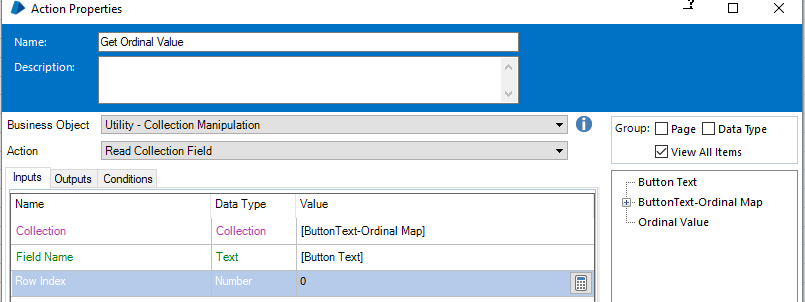 Action Properties
?
Name: Get Ordinal Value
Description:
Business Object Utility - Collection Manipulation i
Action Read Collection Field
Group: Page Data Type
View All Items
Inputs Outputs Conditions
Name Data Type Value
Collection Collection [ButtonText-Ordinal Map]
Field Name Text [Button Text]
Row Index Number 0
Button Text
ButtonText-Ordinal Map
Ordinal Value